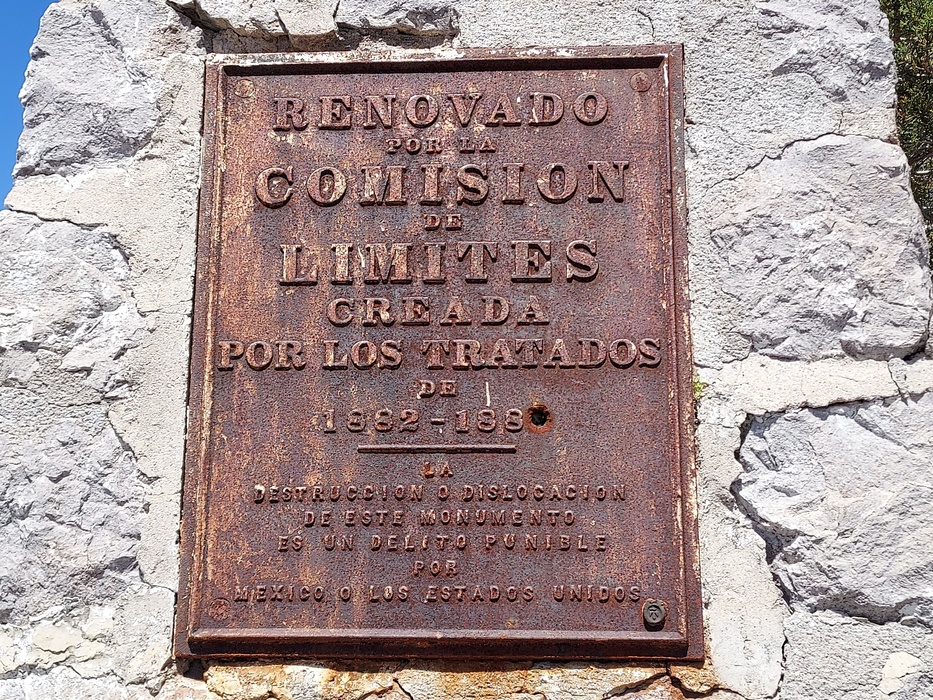 RENOVADO
POR LA
COMISION
DE
LIMITES
CREADA
POR LOS TRATADOS
DE
1882-188
LA
DESTRUCCION O DISLOCACION
DE ESTE MONUMENTO
ES UN DELITO PUNIBLE
POR
MEXICO O LOS ESTADOS UNIDOS.